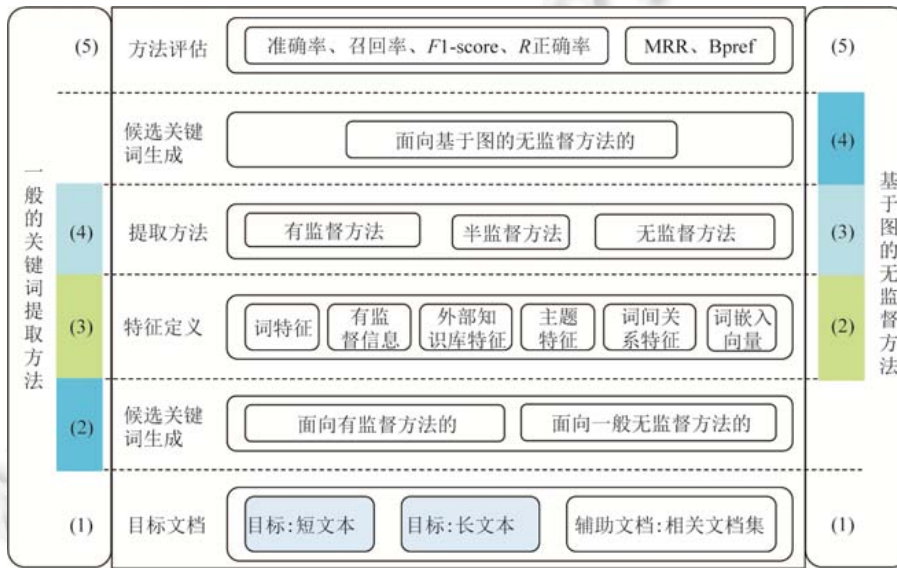 (5)
方法评估
准确率、召回率、F1-score、R正确率
MRR、Bpref
(5)
候选关键
词生成
面向基于图的无监督方法的
(4)
一般的关键词提取方法
基于图的无监督方法
(4)
提取方法
有监督方法
半监督方法
无监督方法
(3)
(3)
特征定义
词特征
有监
督信息
外部知
识库特征
主题
特征
词间关
系特征
词嵌入
向量
(2)
(2)
候选关键
词生成
面向有监督方法的
面向一般无监督方法的
(1)
目标文档
目标:短文本
目标:长文本
辅助文档:相关文档集
(1)